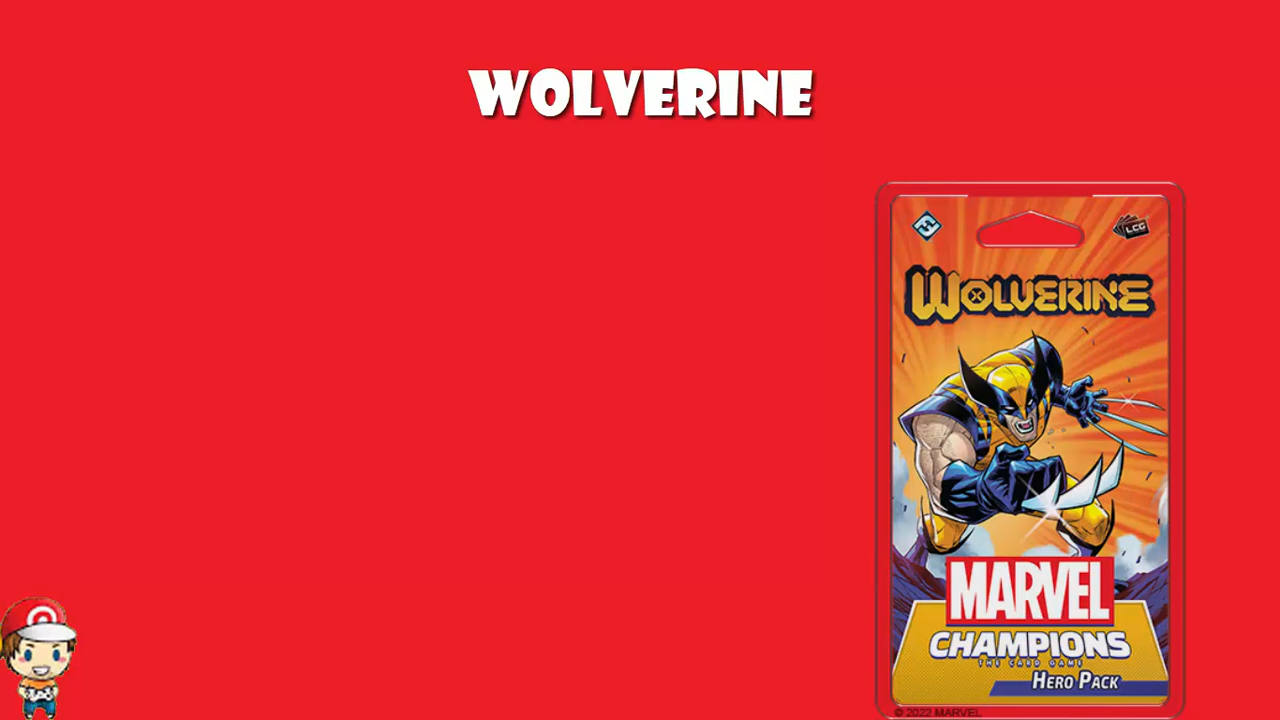 WOLVERINE
LCG
WOLVERINE
MARVEL
CHAMPIONS
THE CARD GAME
HERO PACK
© 2022 MARVEL